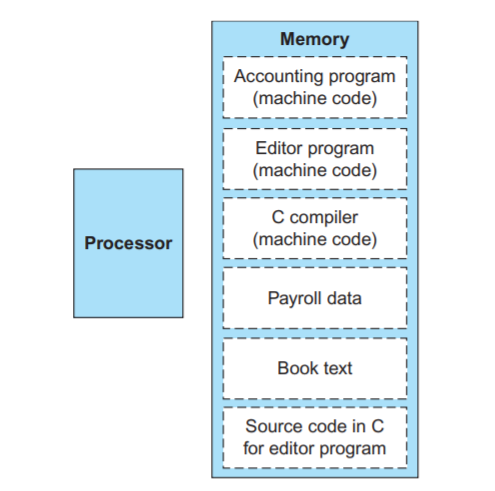 Memory
Accounting program
(machine code)
Editor program
(machine code)
Processor
C compiler
(machine code)
Payroll data
Book text
Source code in C
for editor program